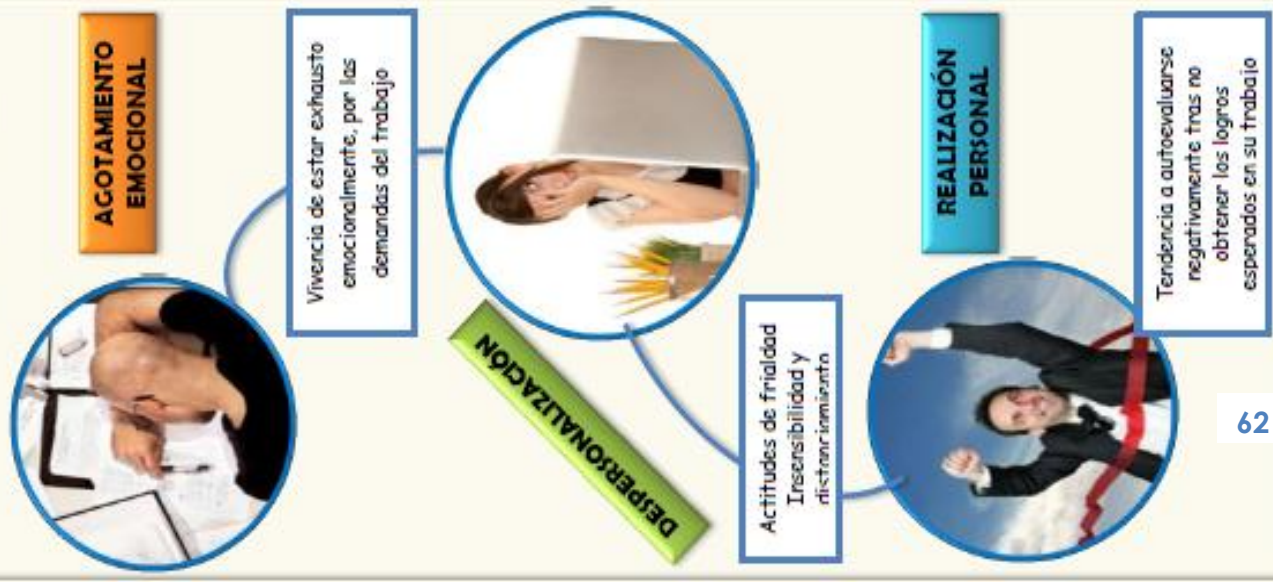 AGOTAMIENTO
EMOCIONAL
Vivencia de estar exhausto
emocionalmente, por las
demandas del trabajo
DESPERSONALIZACIÓN
Actitudes de frialdad
Insensibilidad y
distanciamiento
REALIZACIÓN
PERSONAL
Tendencia a autoevaluarse
negativamente tras no
obtener los logros
esperados en su trabajo
62